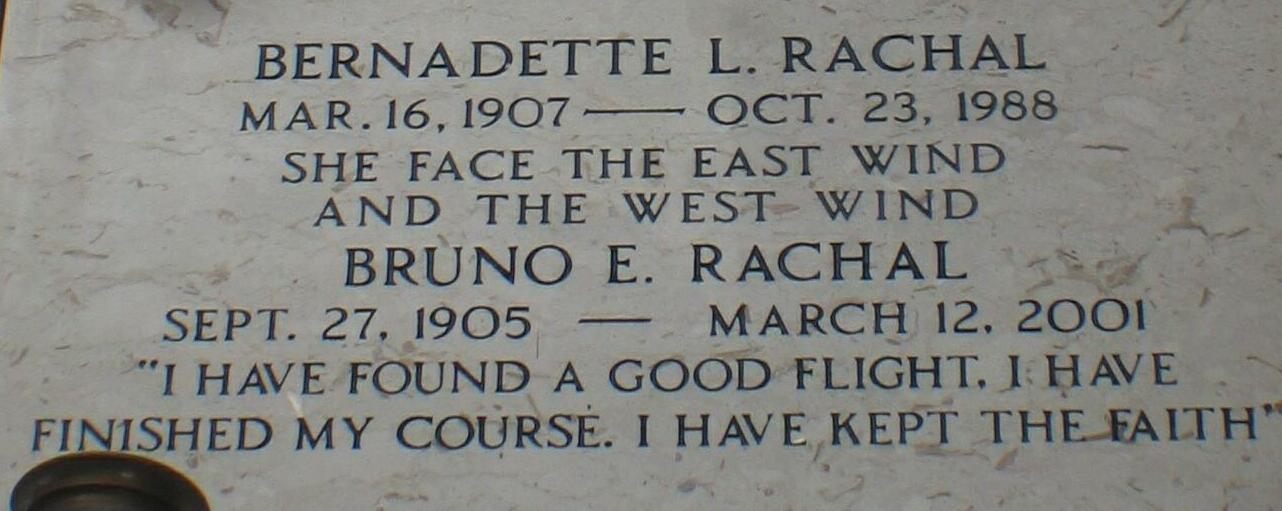 BERNADETTE L. RACHAL
MAR. 16, 1907 — OCT. 23, 1988
SHE FACE THE EAST WIND
AND THE WEST WIND
BRUNO E. RACHAL
SEPT. 27, 1905 — MARCH 12, 2001
"I HAVE FOUND A GOOD FLIGHT. I HAVE
FINISHED MY COURSE. I HAVE KEPT THE FAITH"